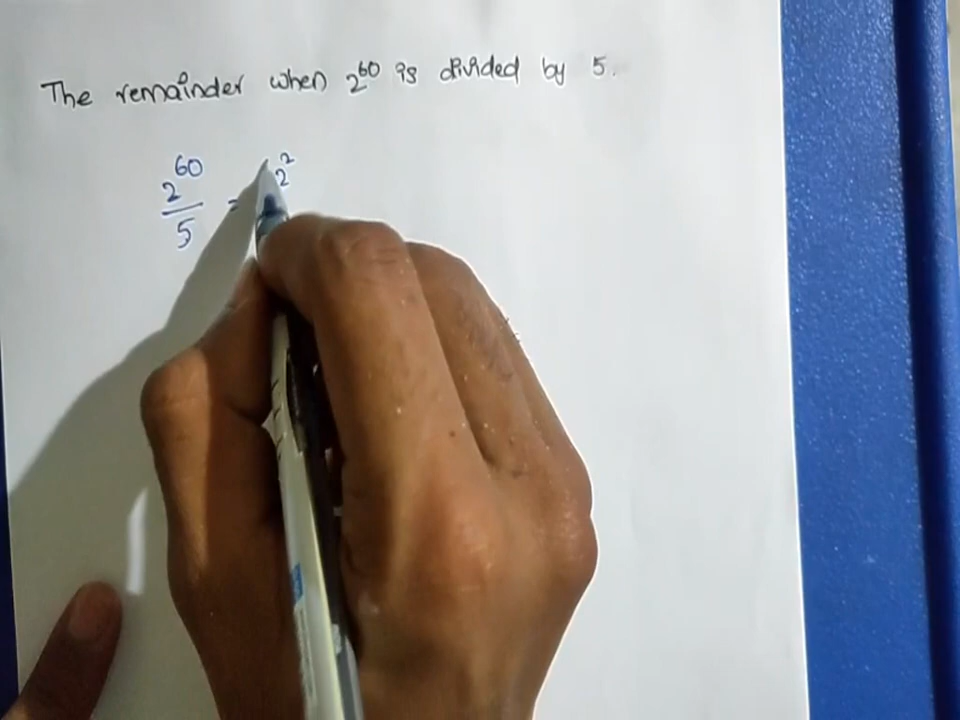 The remainder when 2^60 is divided by 5.
2^60/5 = 2^2